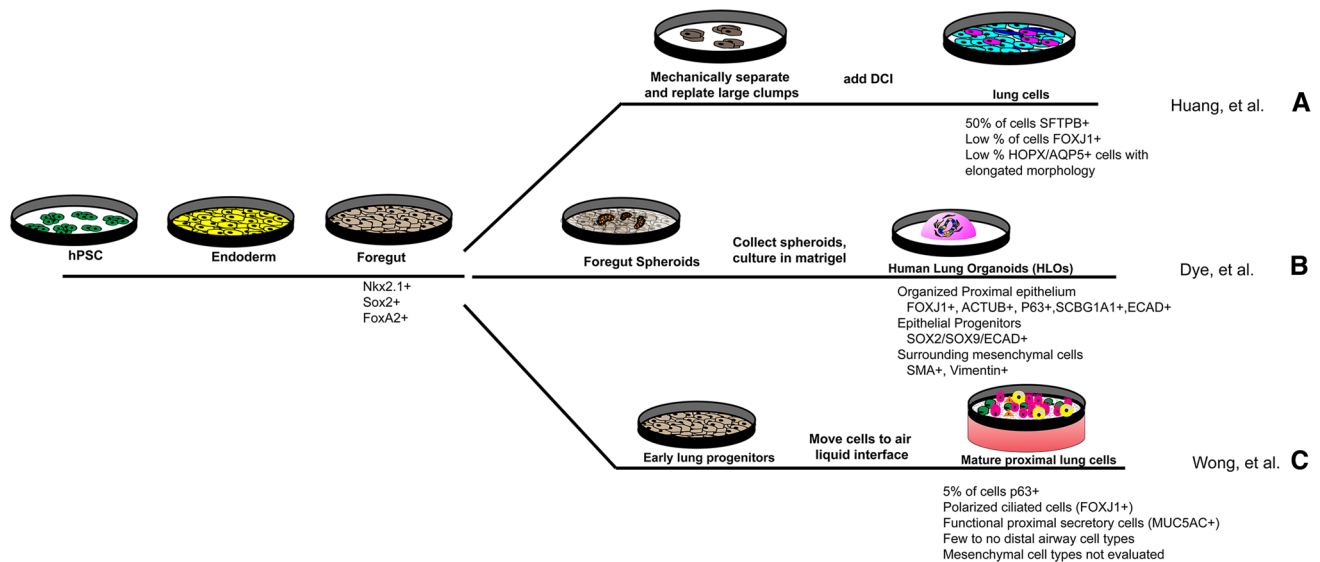 Mechanically separate
and replate large clumps
add DCI
lung cells
Huang, et al.
A
50% of cells SFTPB+
Low % of cells FOXJ1+
Low % HOPX/AQP5+ cells with
elongated morphology
hPSC
Endoderm
Foregut
Nkx2.1+
Sox2+
FoxA2+
Foregut Spheroids
Collect spheroids,
culture in matrigel
Human Lung Organoids (HLOs)
Dye, et al.
B
Organized Proximal epithelium
FOXJ1+, ACTUB+, P63+,SCBG1A1+,ECAD+
Epithelial Progenitors
SOX2/SOX9/ECAD+
Surrounding mesenchymal cells
SMA+, Vimentin+
Early lung progenitors
Move cells to air
liquid interface
Mature proximal lung cells
Wong, et al.
C
5% of cells p63+
Polarized ciliated cells (FOXJ1+)
Functional proximal secretory cells (MUC5AC+)
Few to no distal airway cell types
Mesenchymal cell types not evaluated